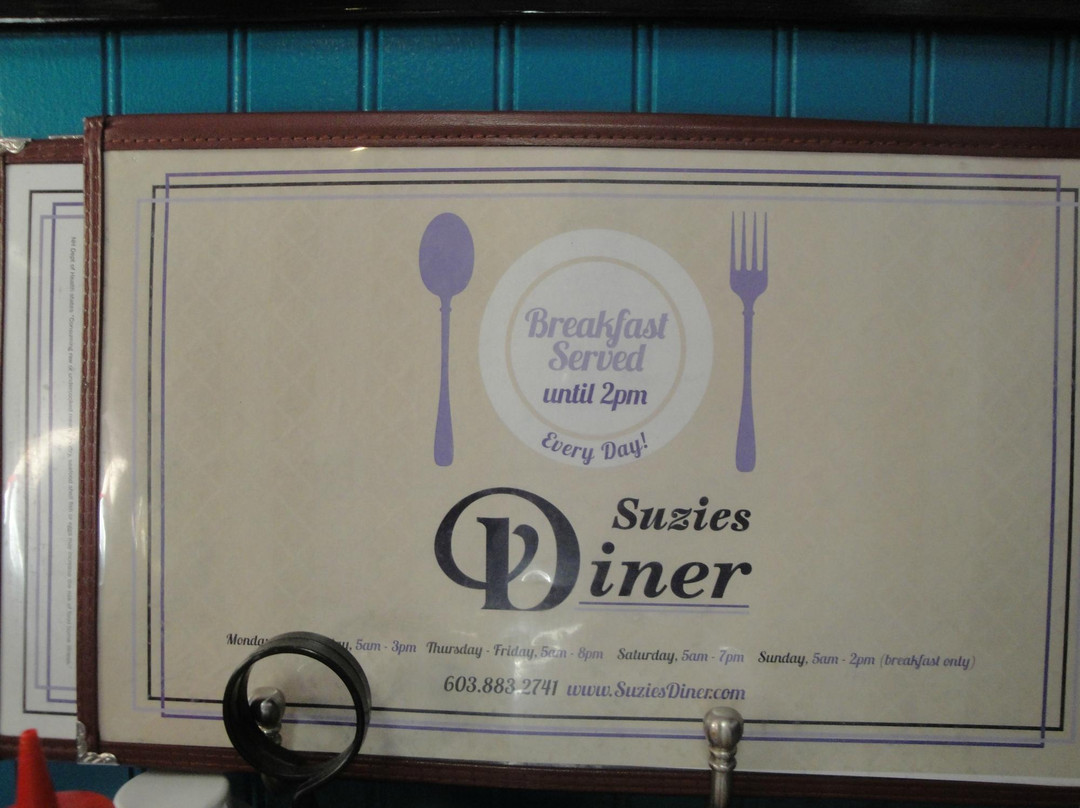 Breakfast
Served
until 2pm
Every Day!
Suzies
Diner
5am - 3pm Thursday - Friday, 5am - 8pm Saturday, 5am - 7pm Sunday, 5am - 2pm (breakfast only)
603.883.2741 www.SuziesDiner.com